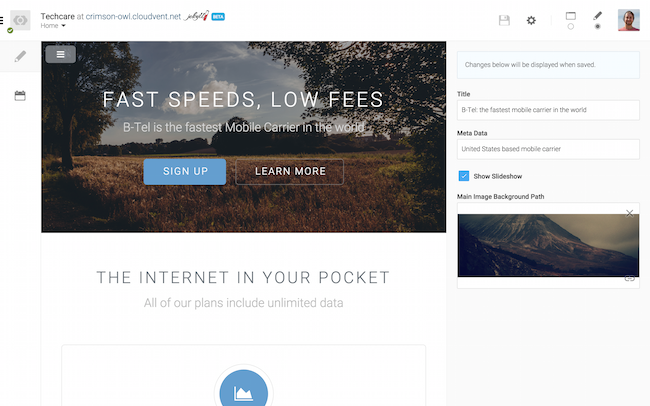 Techcare at crimson-owl.cloudvent.net jekyll BETA
Home
FAST SPEEDS, LOW FEES
B-Tel is the fastest Mobile Carrier in the world
SIGN UP LEARN MORE
THE INTERNET IN YOUR POCKET
All of our plans include unlimited data
Changes below will be displayed when saved.
Title
B-Tel: the fastest mobile carrier in the world
Meta Data
United States based mobile carrier
Show Slideshow
Main Image Background Path